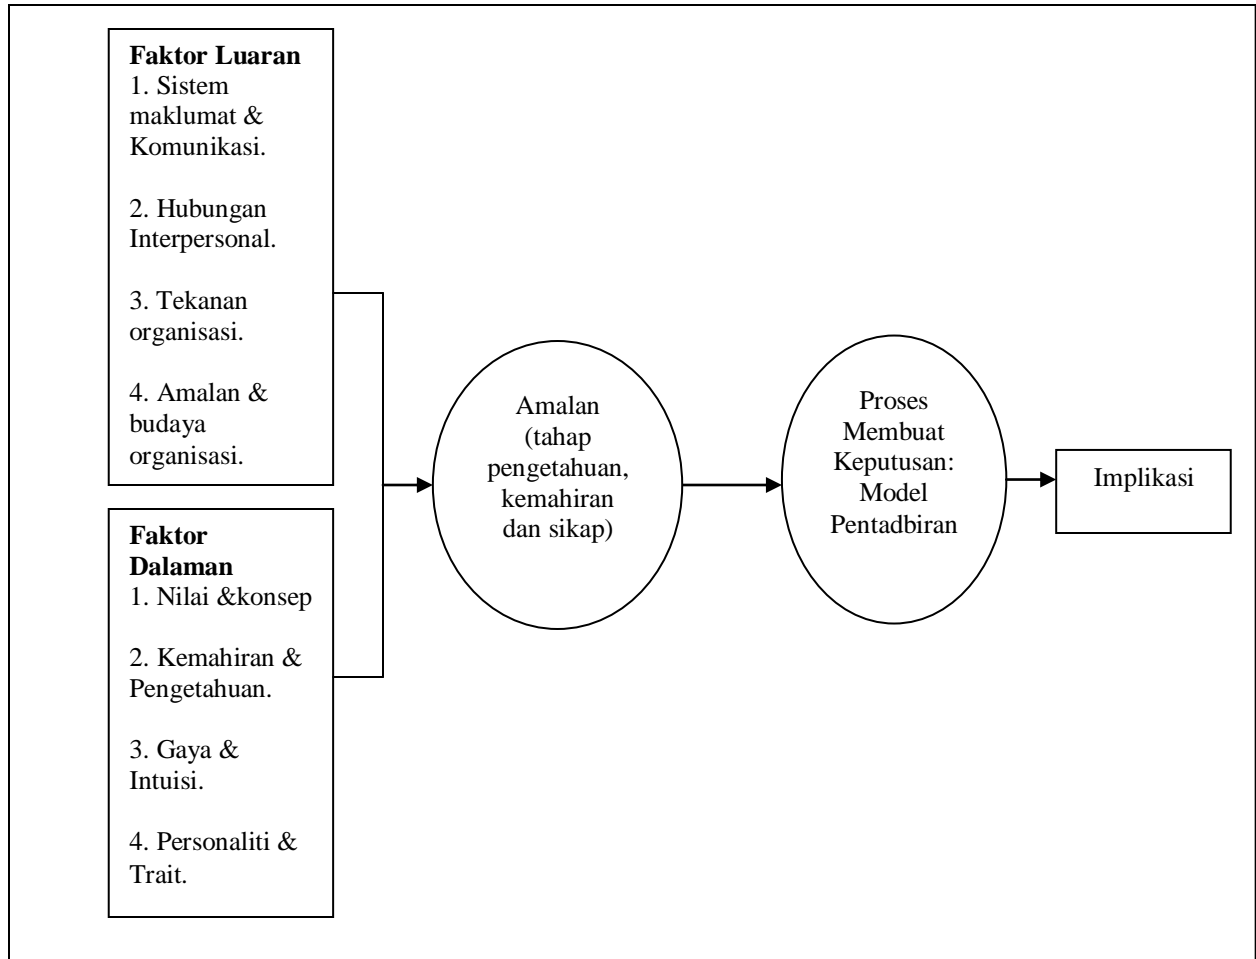 Faktor Luaran
1. Sistem
maklumat &
Komunikasi.
2. Hubungan
Interpersonal.
3. Tekanan
organisasi.
4. Amalan &
budaya
organisasi.
Faktor
Dalaman
1. Nilai &konsep
2. Kemahiran &
Pengetahuan.
3. Gaya &
Intuisi.
4. Personaliti &
Trait.
Amalan
(tahap
pengetahuan,
kemahiran
dan sikap)
Proses
Membuat
Keputusan:
Model
Pentadbiran
Implikasi